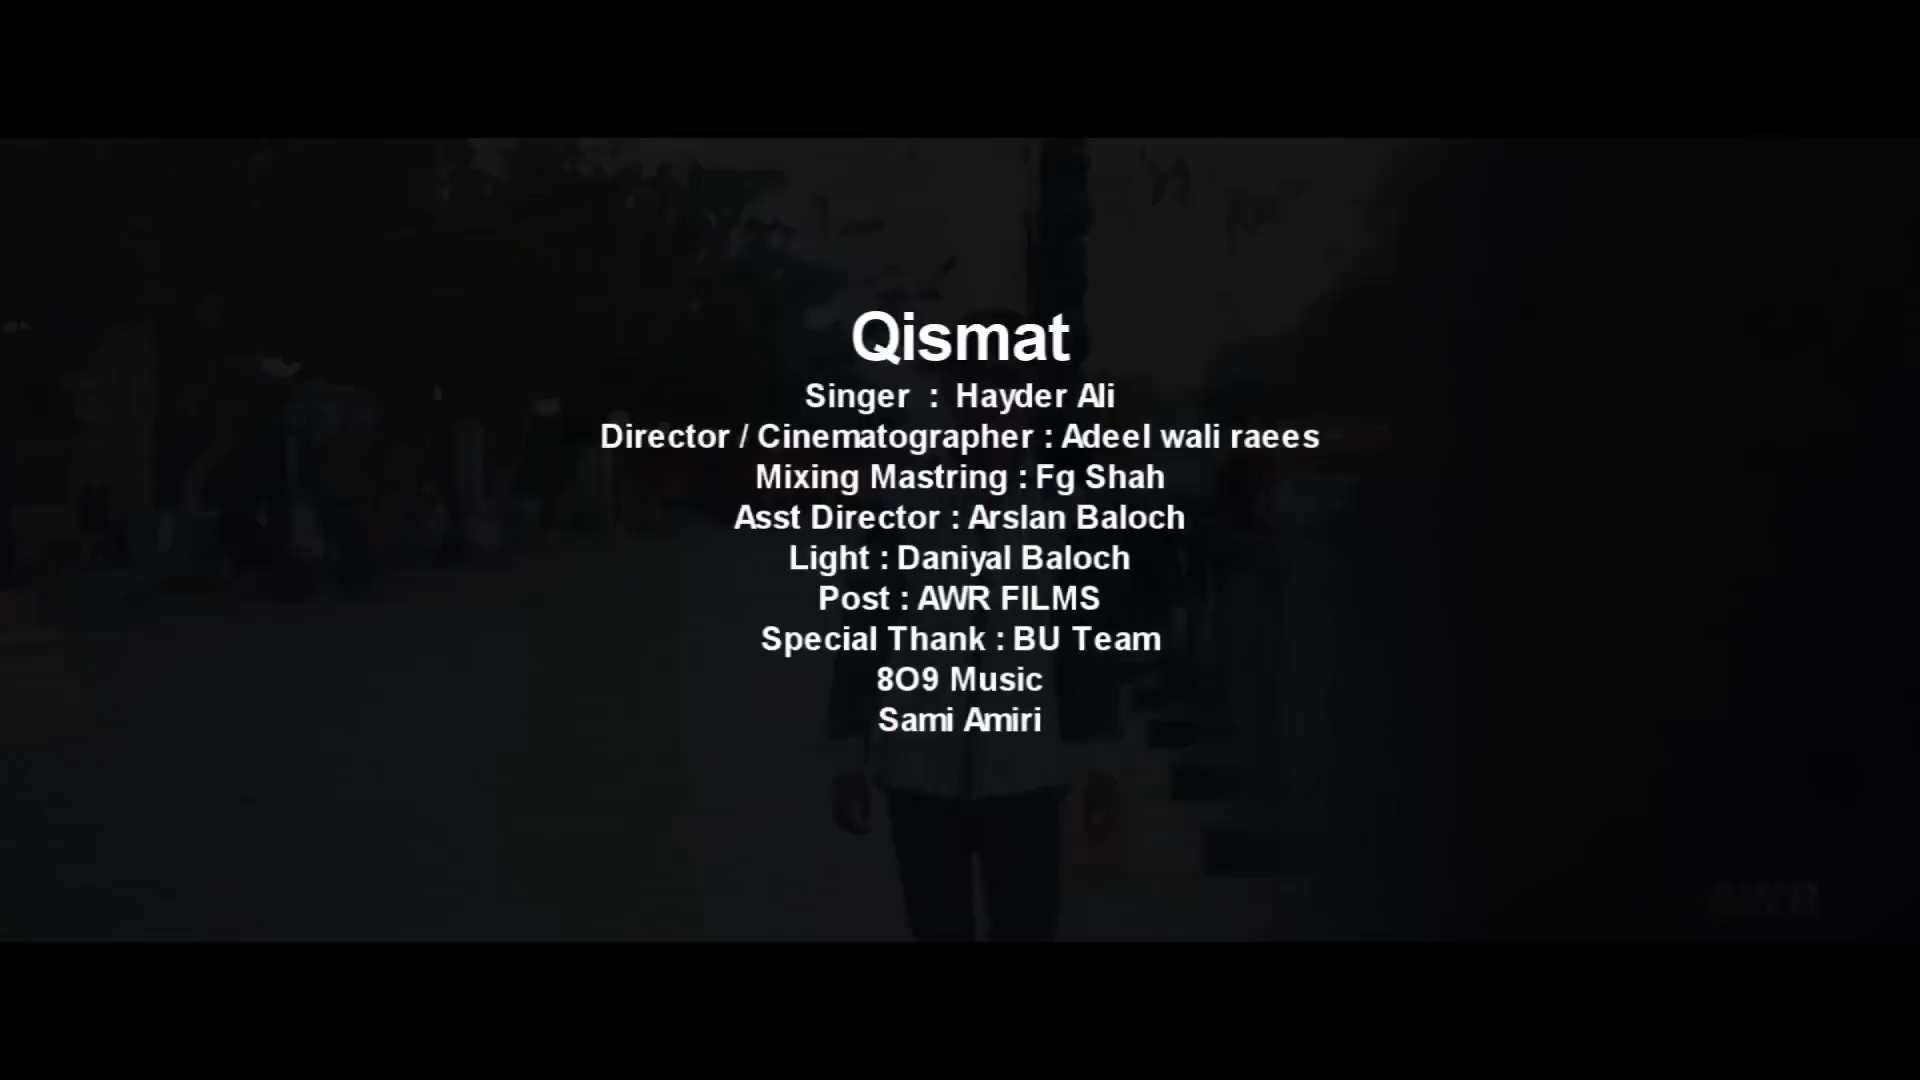 Qismat
Singer : Hayder Ali
Director / Cinematographer : Adeel wali raees
Mixing Mastring : Fg Shah
Asst Director : Arslan Baloch
Light : Daniyal Baloch
Post : AWR FILMS
Special Thank : BU Team
8O9 Music
Sami Amiri
AWR